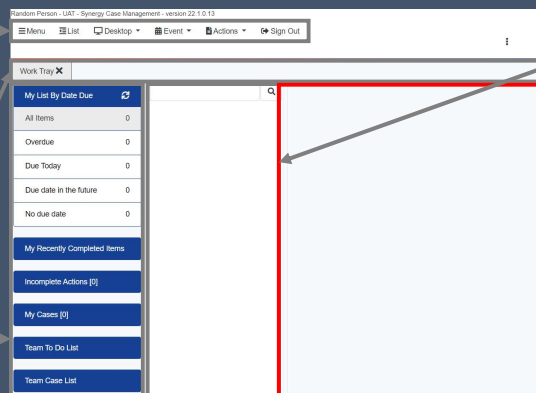 Random Person - UAT - Synergy Case Management - version 22.1.0.13
Menu List Desktop Event Actions Sign Out
Work Tray
My List By Date Due
All Items 0
Overdue 0
Due Today 0
Due date in the future 0
No due date 0
My Recently Completed Items
Incomplete Actions [0]
My Cases [0]
Team To Do List
Team Case List